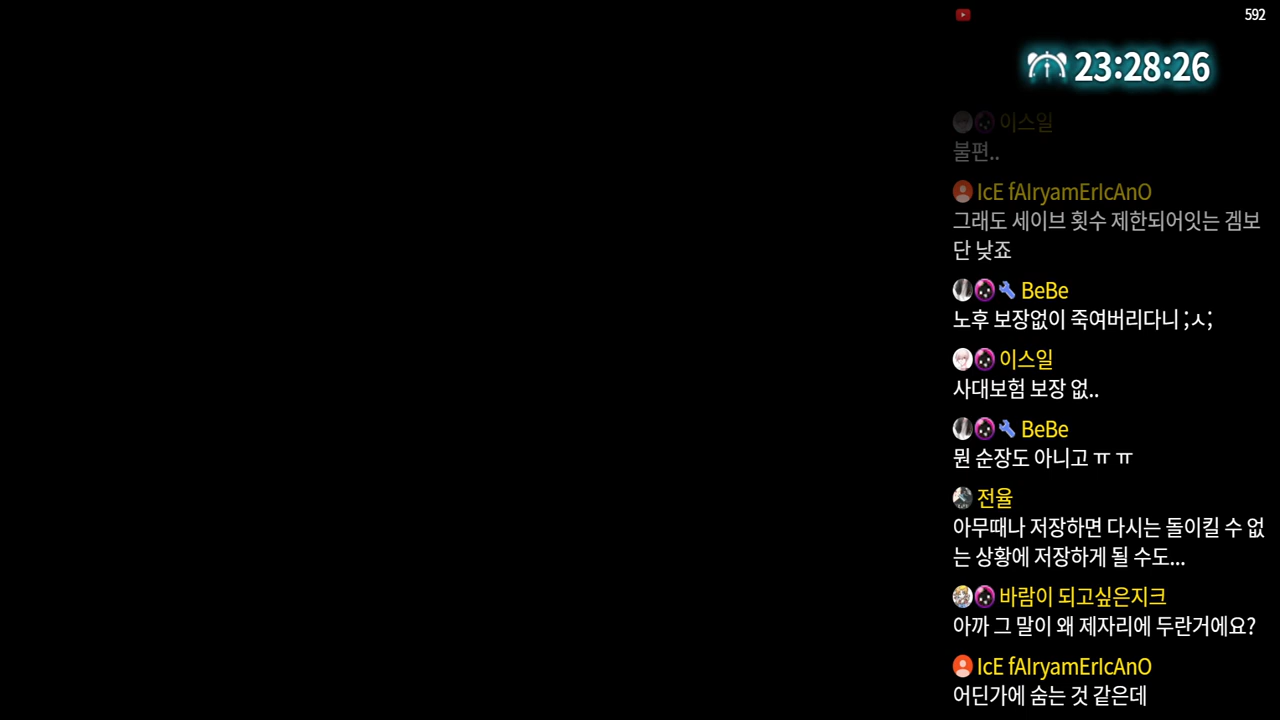 592
23:28:26
이스일
불편..
IcE fAIryamErIcAnO
그래도 세이브 횟수 제한되어잇는 겜보
단 낮죠
BeBe
노후 보장없이 죽여버리다니 ;ㅅ;
이스일
사대보험 보장 없..
BeBe
뭔 순장도 아니고 ㅠㅠ
전율
아무때나 저장하면 다시는 돌이킬 수 없
는 상황에 저장하게 될 수도...
바람이 되고싶은지크
아까 그 말이 왜 제자리에 두란거에요?
IcE fAIryamErIcAnO
어딘가에 숨는 것 같은데